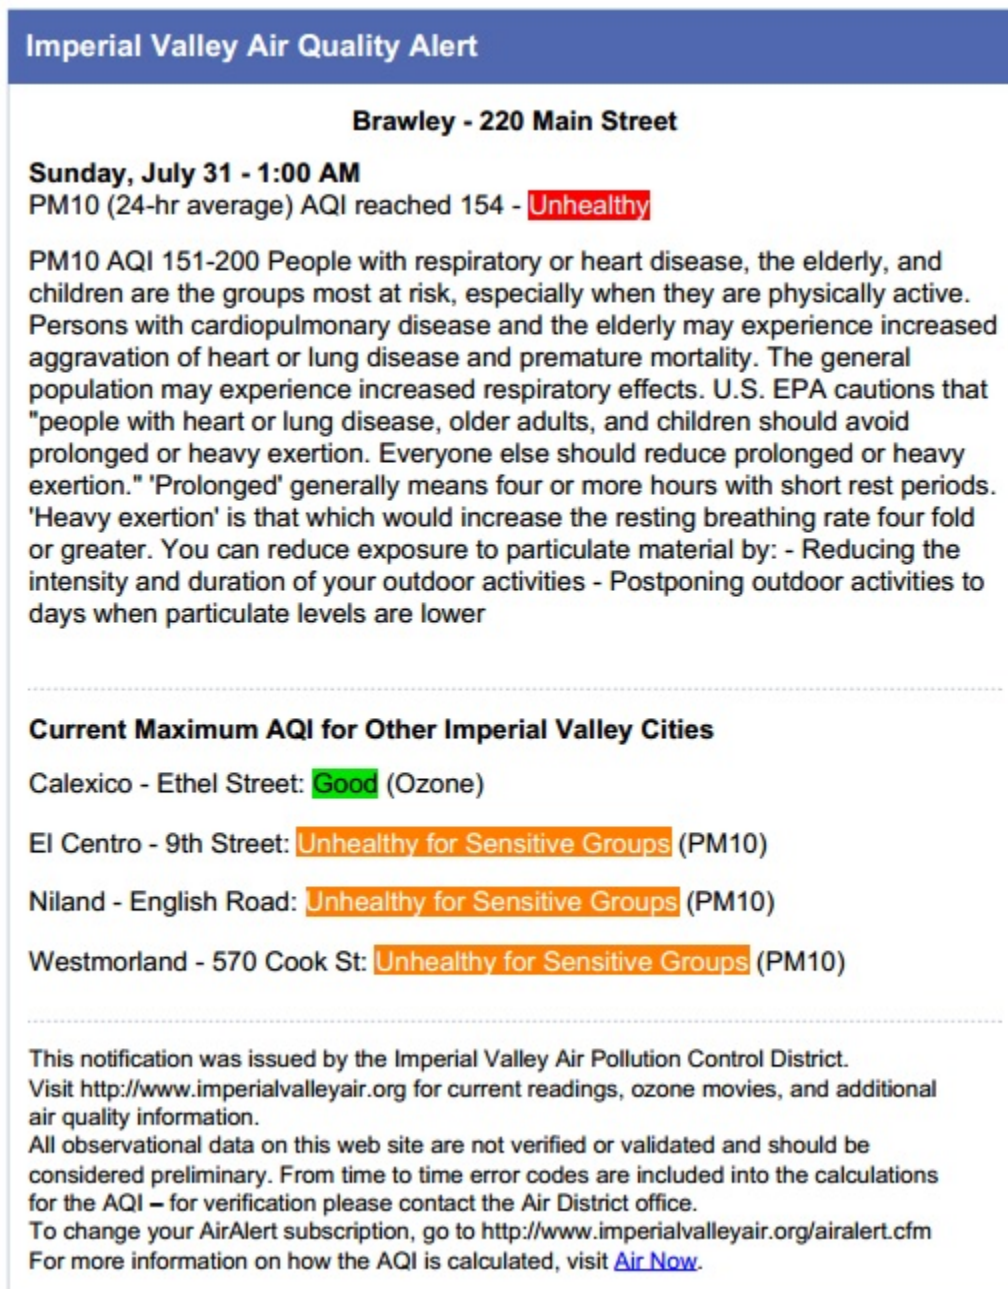 Imperial Valley Air Quality Alert
Brawley - 220 Main Street
Sunday, July 31 - 1:00 AM
PM10 (24-hr average) AQI reached 154 - Unhealthy
PM10 AQI 151-200 People with respiratory or heart disease, the elderly, and
children are the groups most at risk, especially when they are physically active.
Persons with cardiopulmonary disease and the elderly may experience increased
aggravation of heart or lung disease and premature mortality. The general
population may experience increased respiratory effects. U.S. EPA cautions that
"people with heart or lung disease, older adults, and children should avoid
prolonged or heavy exertion. Everyone else should reduce prolonged or heavy
exertion." 'Prolonged' generally means four or more hours with short rest periods.
'Heavy exertion' is that which would increase the resting breathing rate four fold
or greater. You can reduce exposure to particulate material by: - Reducing the
intensity and duration of your outdoor activities - Postponing outdoor activities to
days when particulate levels are lower
Current Maximum AQI for Other Imperial Valley Cities
Calexico - Ethel Street: Good (Ozone)
El Centro - 9th Street: Unhealthy for Sensitive Groups (PM10)
Niland - English Road: Unhealthy for Sensitive Groups (PM10)
Westmorland - 570 Cook St: Unhealthy for Sensitive Groups (PM10)
This notification was issued by the Imperial Valley Air Pollution Control District.
Visit http://www.imperialvalleyair.org for current readings, ozone movies, and additional
air quality information.
All observational data on this web site are not verified or validated and should be
considered preliminary. From time to time error codes are included into the calculations
for the AQI – for verification please contact the Air District office.
To change your AirAlert subscription, go to http://www.imperialvalleyair.org/airalert.cfm
For more information on how the AQI is calculated, visit Air Now.